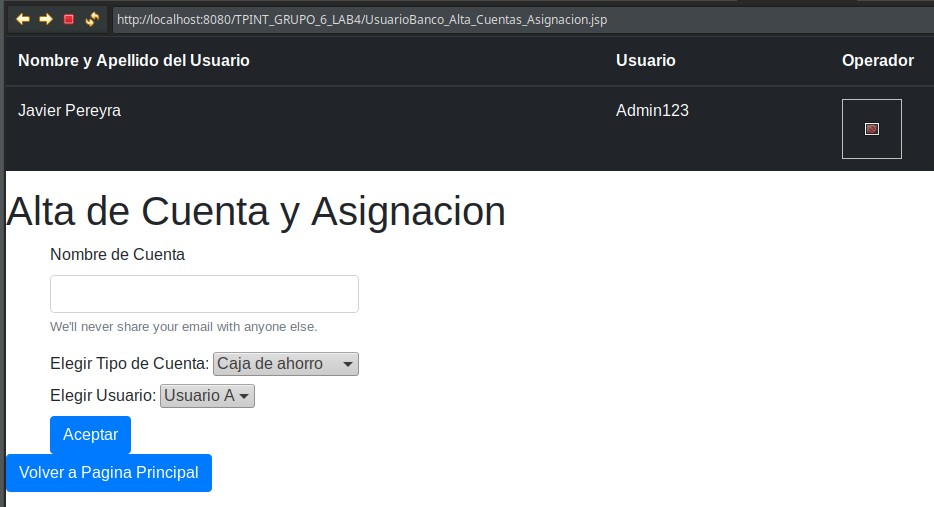 http://localhost:8080/TPINT_GRUPO_6_LAB4/UsuarioBanco_Alta_Cuentas_Asignacion.jsp
Nombre y Apellido del Usuario Usuario Operador
Javier Pereyra Admin123
Alta de Cuenta y Asignacion
Nombre de Cuenta
We'll never share your email with anyone else.
Elegir Tipo de Cuenta: Caja de ahorro
Elegir Usuario: Usuario A
Aceptar
Volver a Pagina Principal